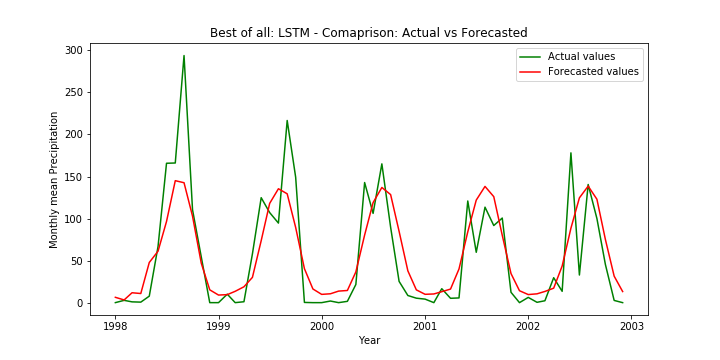 Best of all: LSTM - Comaprison: Actual vs Forecasted
Actual values
Forecasted values
Monthly mean Precipitation
300
250
200
150
100
50
0
1998
1999
2000
2001
2002
2003
Year